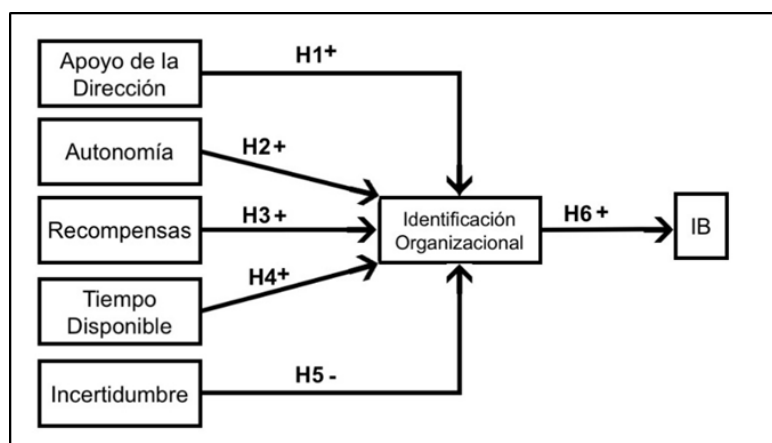 Apoyo de la
Dirección
H1+
Autonomía
H2+
Recompensas
H3+
Identificación
Organizacional
H6+
IB
Tiempo
Disponible
H4+
Incertidumbre
H5-